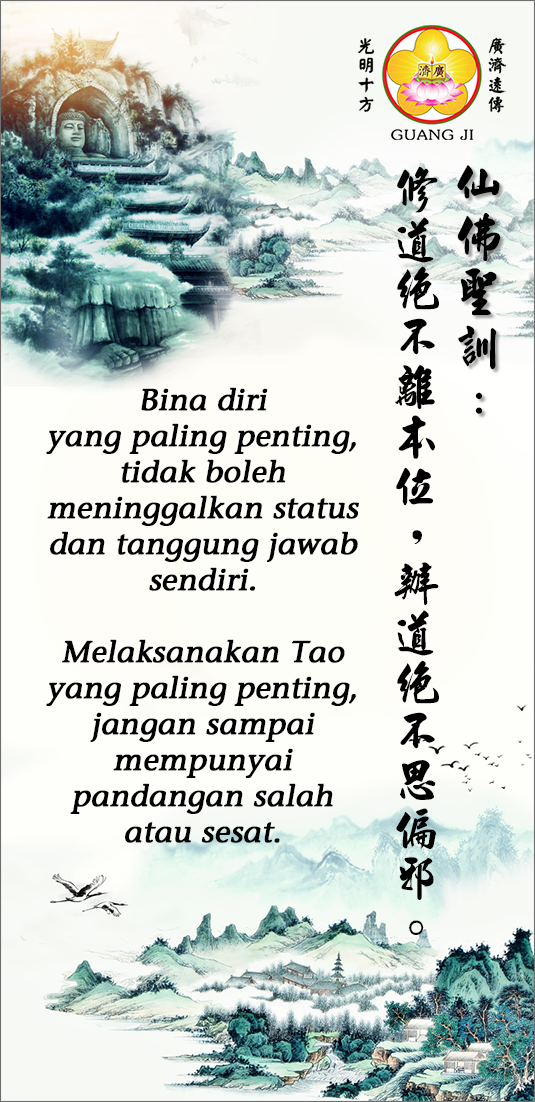 廣濟遠傳
光明十方
濟廣
GUANG JI
仙佛聖訓：
修道絕不離本位，辦道絕不思偏邪。
Bina diri
yang paling penting,
tidak boleh
meninggalkan status
dan tanggung jawab
sendiri.
Melaksanakan Tao
yang paling penting,
jangan sampai
mempunyai
pandangan salah
atau sesat.